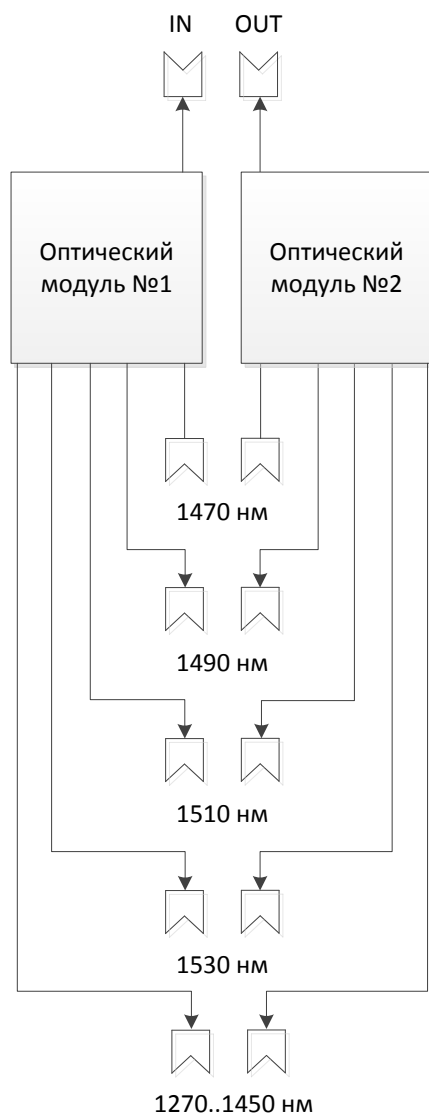 IN OUT
Оптический
модуль №1
Оптический
модуль №2
1470 нм
1490 нм
1510 нм
1530 нм
1270..1450 нм